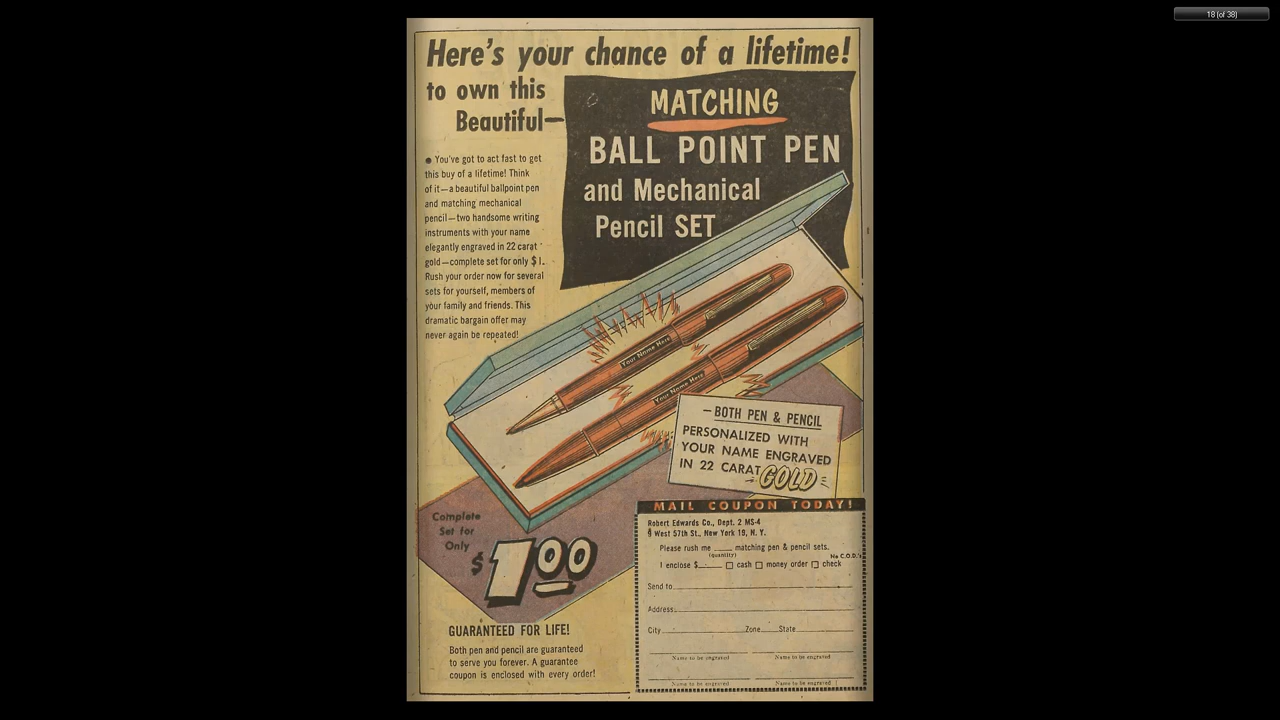 18 (of 38)
Here's your chance of a lifetime!
to own this
Beautiful—
MATCHING
BALL POINT PEN
and Mechanical
Pencil SET
● You've got to act fast to get
this buy of a lifetime! Think
of it—a beautiful ballpoint pen
and matching mechanical
pencil—two handsome writing
instruments with your name
elegantly engraved in 22 carat
gold—complete set for only $1.
Rush your order now for several
sets for yourself, members of
your family and friends. This
dramatic bargain offer may
never again be repeated!
Your Name Here
Your Name Here
—BOTH PEN & PENCIL
PERSONALIZED WITH
YOUR NAME ENGRAVED
IN 22 CARAT GOLD
Complete
Set for
Only
$1.00
GUARANTEED FOR LIFE!
Both pen and pencil are guaranteed
to serve you forever. A guarantee
coupon is enclosed with every order!
MAIL COUPON TODAY!
Robert Edwards Co., Dept. 2 MS-4
West 57th St., New York 19, N. Y.
Please rush me ____ matching pen & pencil sets.
(quantity)
No C.O.D.'s
I enclose $_____ □ cash □ money order □ check
Send to
Address
City Zone State
Name to be engraved Name to be engraved
Name to be engraved Name to be engraved